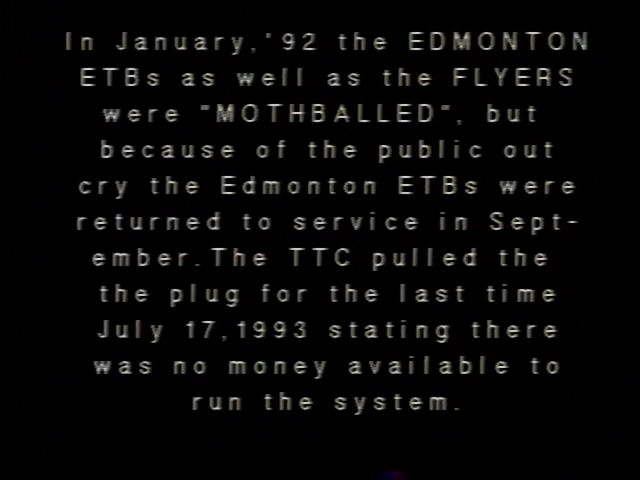 In January,'92 the EDMONTON
ETBs as well as the FLYERS
were "MOTHBALLED", but
because of the public out
cry the Edmonton ETBs were
returned to service in Sept-
ember.The TTC pulled the
the plug for the last time
July 17,1993 stating there
was no money available to
run the system.